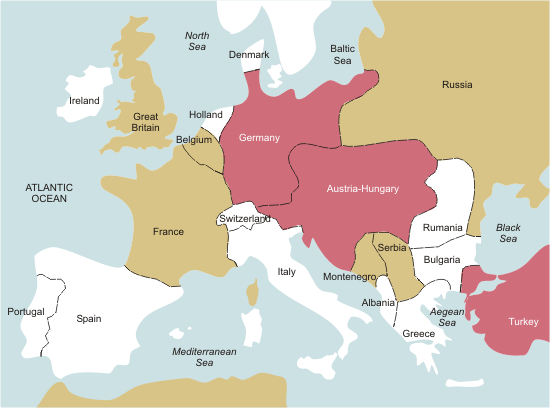 North
Sea
Baltic
Sea
Denmark
Russia
Ireland
Holland
Great
Britain
Belgium
Germany
ATLANTIC
OCEAN
Austria-Hungary
Switzerland
Rumania
Black
Sea
France
Serbia
Bulgaria
Italy
Montenegro
Albania
Portugal
Spain
Aegean
Sea
Turkey
Greece
Mediterranean
Sea